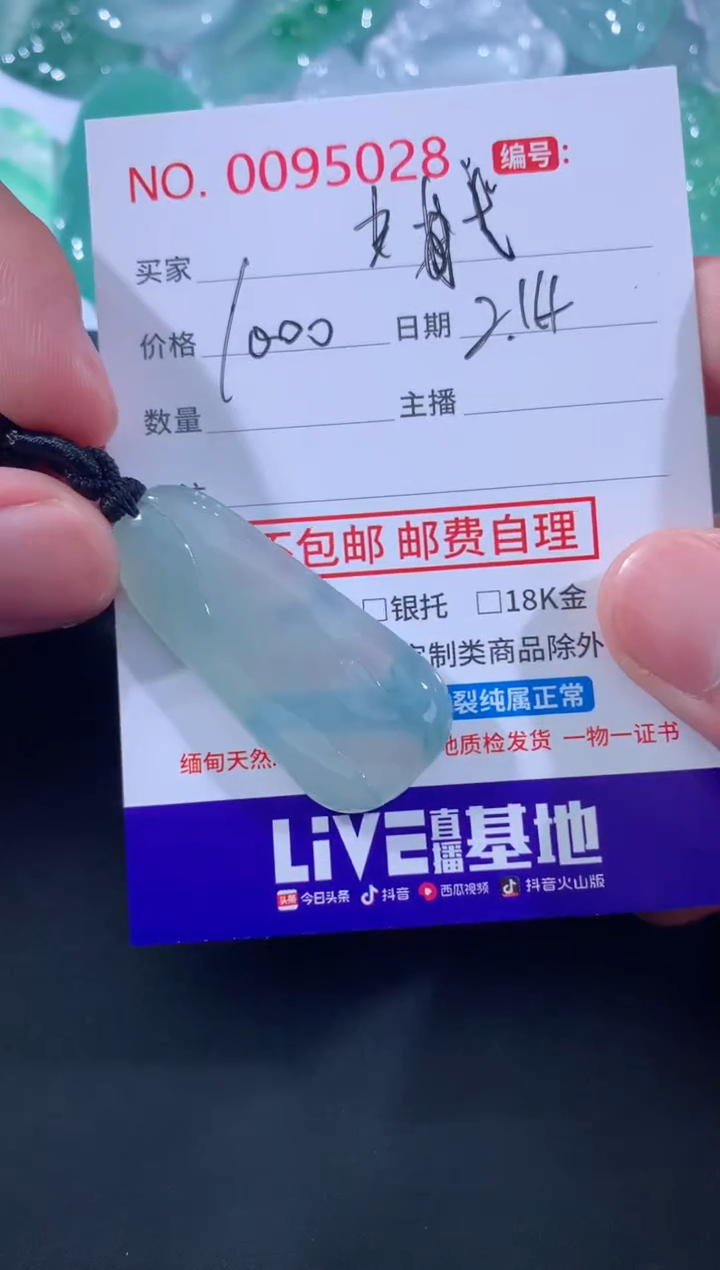 NO. 0095028 编号:
买家
价格 1000 日期 2.14
数量 主播
不包邮 邮费自理
□银托 □18K金
定制类商品除外
裂纯属正常
缅甸天然 地质检发货 一物一证书
LiVE直播基地
头条 今日头条 抖音 西瓜视频 抖音火山版